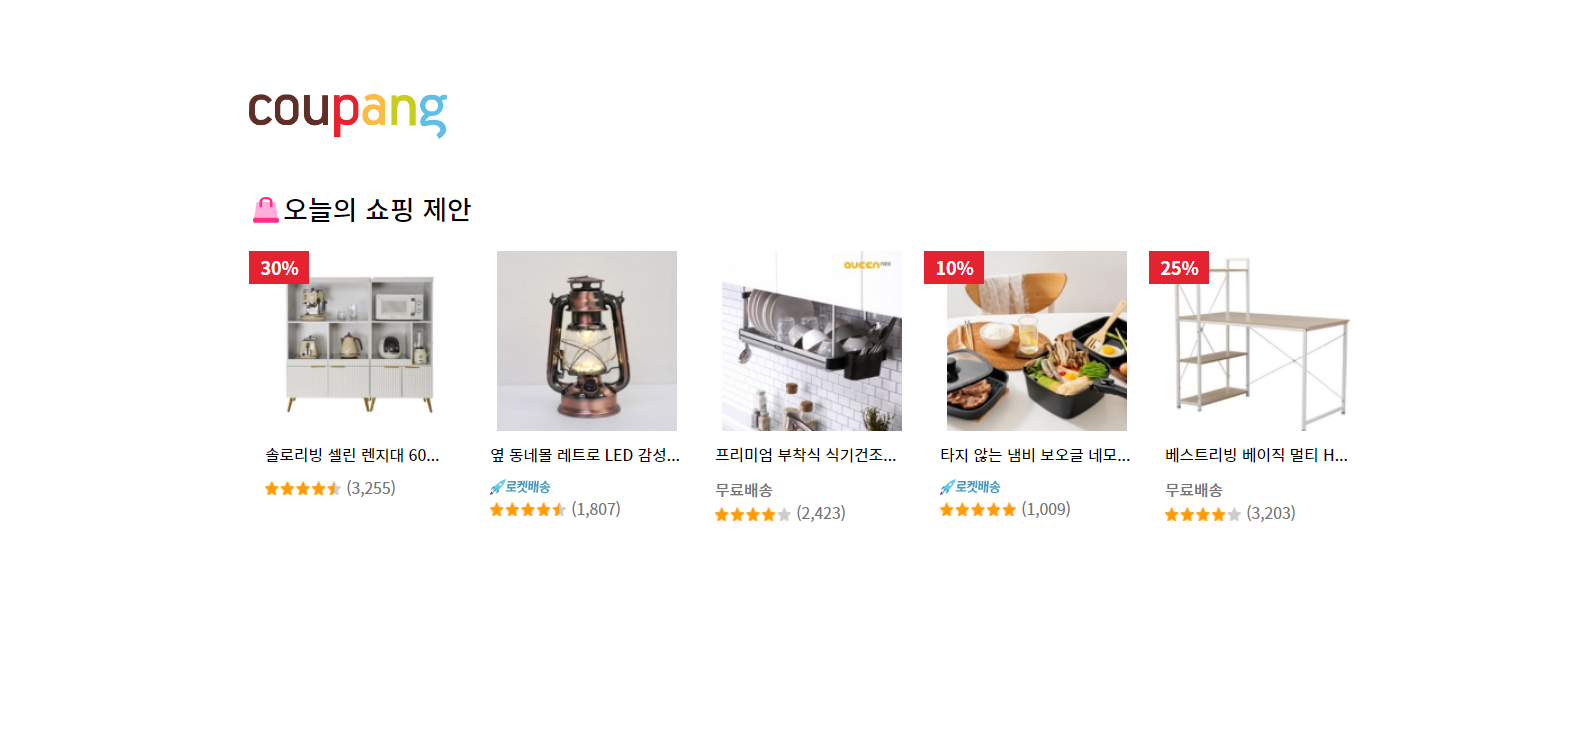 coupang
오늘의 쇼핑 제안
30%
솔로리빙 셀린 렌지대 60...
(3,255)
옆 동네몰 레트로 LED 감성...
로켓배송
(1,807)
QUEEN
프리미엄 부착식 식기건조...
무료배송
(2,423)
10%
타지 않는 냄비 보오글 네모...
로켓배송
(1,009)
25%
베스트리빙 베이직 멀티 H...
무료배송
(3,203)